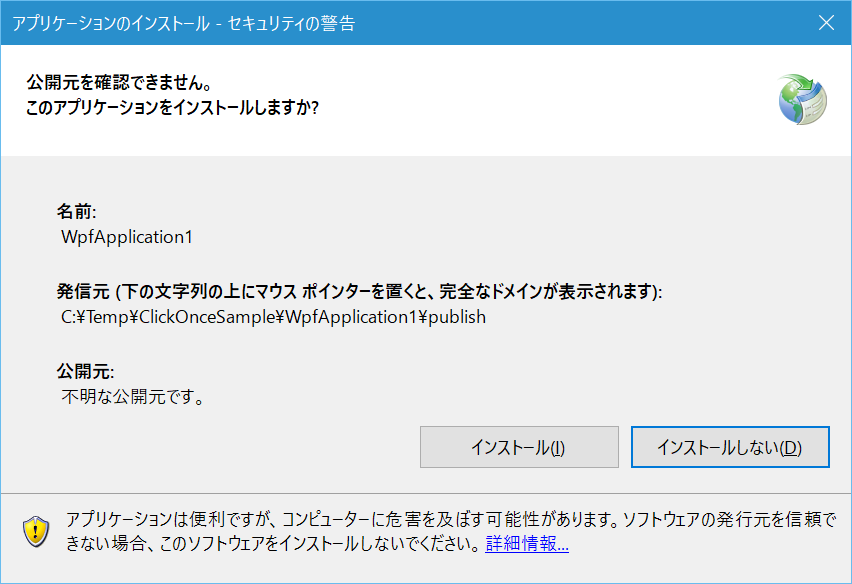 アプリケーションのインストール - セキュリティの警告
公開元を確認できません。
このアプリケーションをインストールしますか?
名前:
WpfApplication1
発信元 (下の文字列の上にマウス ポインターを置くと、完全なドメインが表示されます):
C:¥Temp¥ClickOnceSample¥WpfApplication1¥publish
公開元:
不明な公開元です。
インストール(I)
インストールしない(D)
アプリケーションは便利ですが、コンピューターに危害を及ぼす可能性があります。ソフトウェアの発行元を信頼で
きない場合、このソフトウェアをインストールしないでください。 詳細情報...